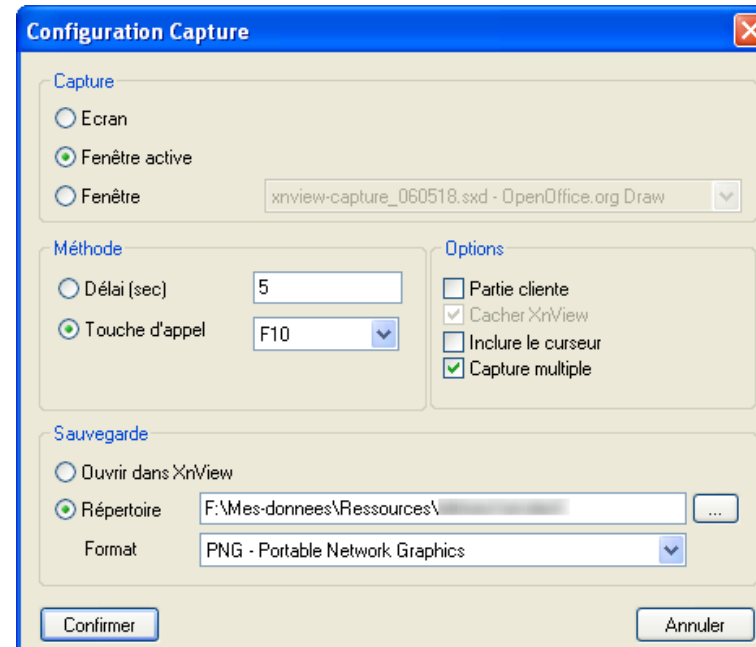 Configuration Capture
Capture
Ecran
Fenêtre active
Fenêtre xnview-capture_060518.sxd - OpenOffice.org Draw
Méthode
Délai (sec) 5
Touche d'appel F10
Options
Partie cliente
Cacher XnView
Inclure le curseur
Capture multiple
Sauvegarde
Ouvrir dans XnView
Répertoire F:\Mes-donnees\Ressources\ ...
Format PNG - Portable Network Graphics
Confirmer Annuler